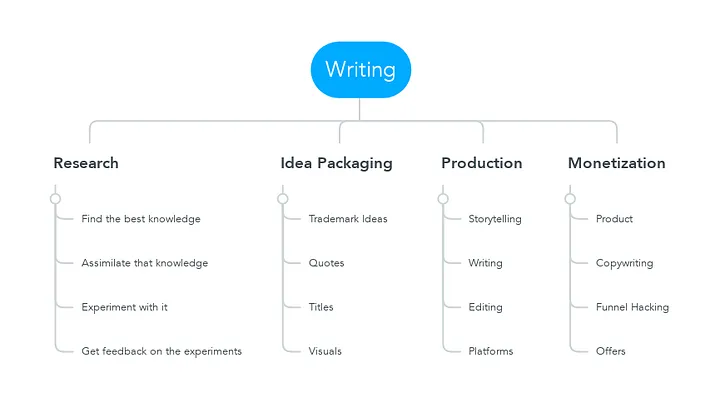 Writing
Research
Find the best knowledge
Assimilate that knowledge
Experiment with it
Get feedback on the experiments
Idea Packaging
Trademark Ideas
Quotes
Titles
Visuals
Production
Storytelling
Writing
Editing
Platforms
Monetization
Product
Copywriting
Funnel Hacking
Offers